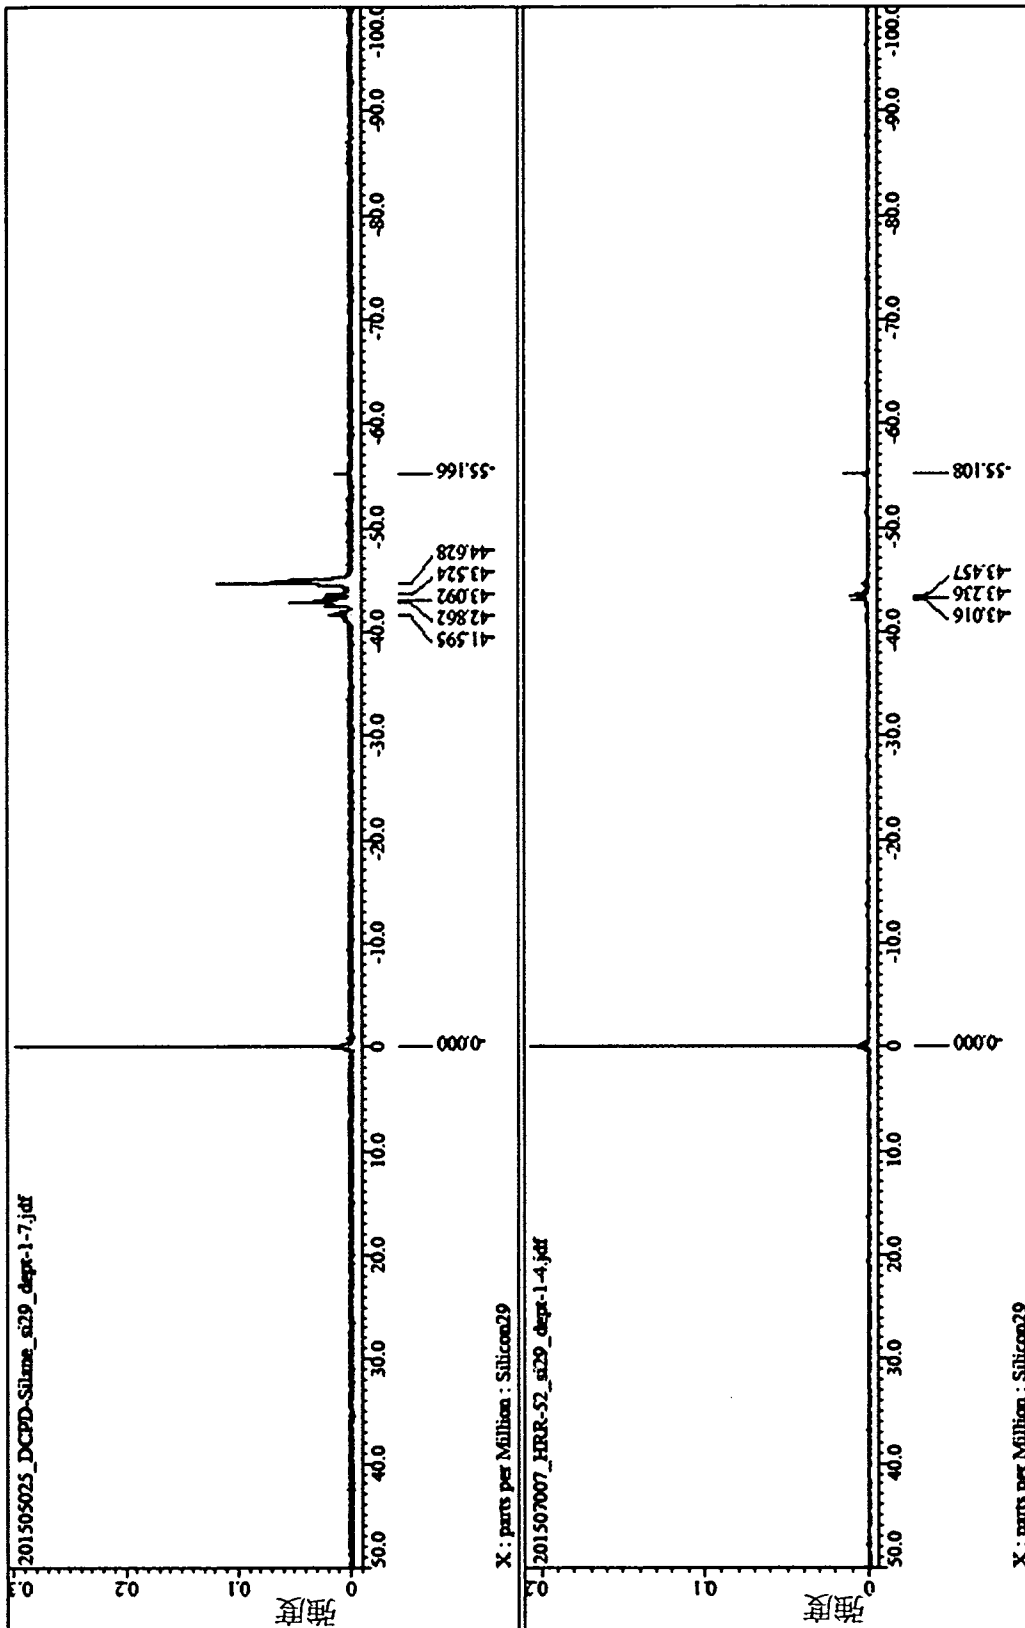 201505025_DCPD-Silane_si29_dept-1-7.jdf
強度
0.3
0.2
0.1
0
50.0 40.0 30.0 20.0 10.0 0 -10.0 -20.0 -30.0 -40.0 -50.0 -60.0 -70.0 -80.0 -90.0 -100.0
-0.000
-41.595
-42.862
-43.092
-43.524
-44.628
-55.166
X : parts per Million : Silicon29
201507007_HRR-52_si29_dept-1-4.jdf
強度
0.2
0.1
0
50.0 40.0 30.0 20.0 10.0 0 -10.0 -20.0 -30.0 -40.0 -50.0 -60.0 -70.0 -80.0 -90.0 -100.0
-0.000
-43.016
-43.236
-43.457
-55.108
X : parts per Million : Silicon29